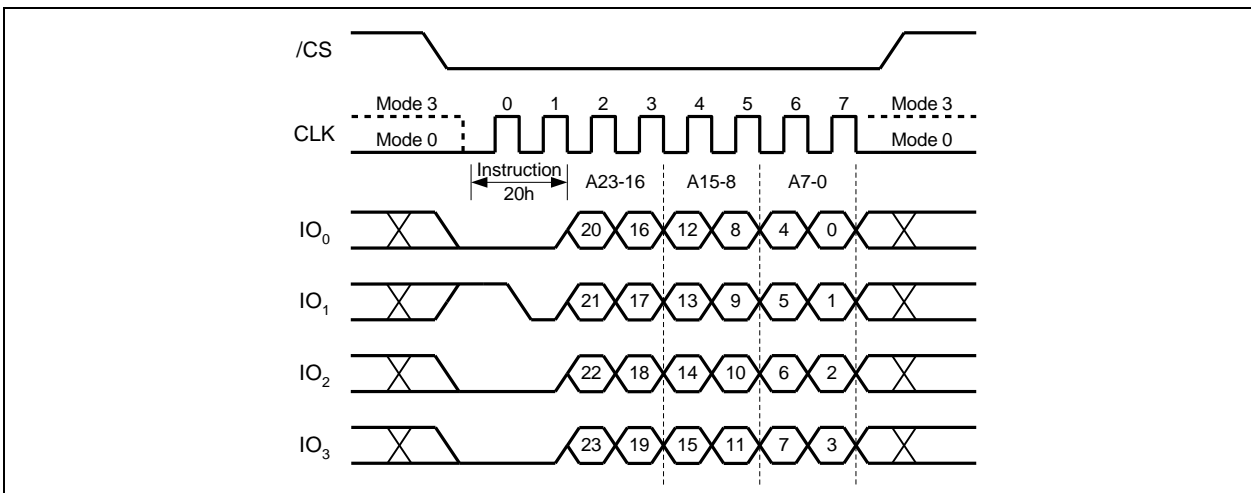 /CS
Mode 3 0 1 2 3 4 5 6 7 Mode 3
CLK
Mode 0 Mode 0
Instruction
20h
A23-16 A15-8 A7-0
IO0 20 16 12 8 4 0
IO1 21 17 13 9 5 1
IO2 22 18 14 10 6 2
IO3 23 19 15 11 7 3